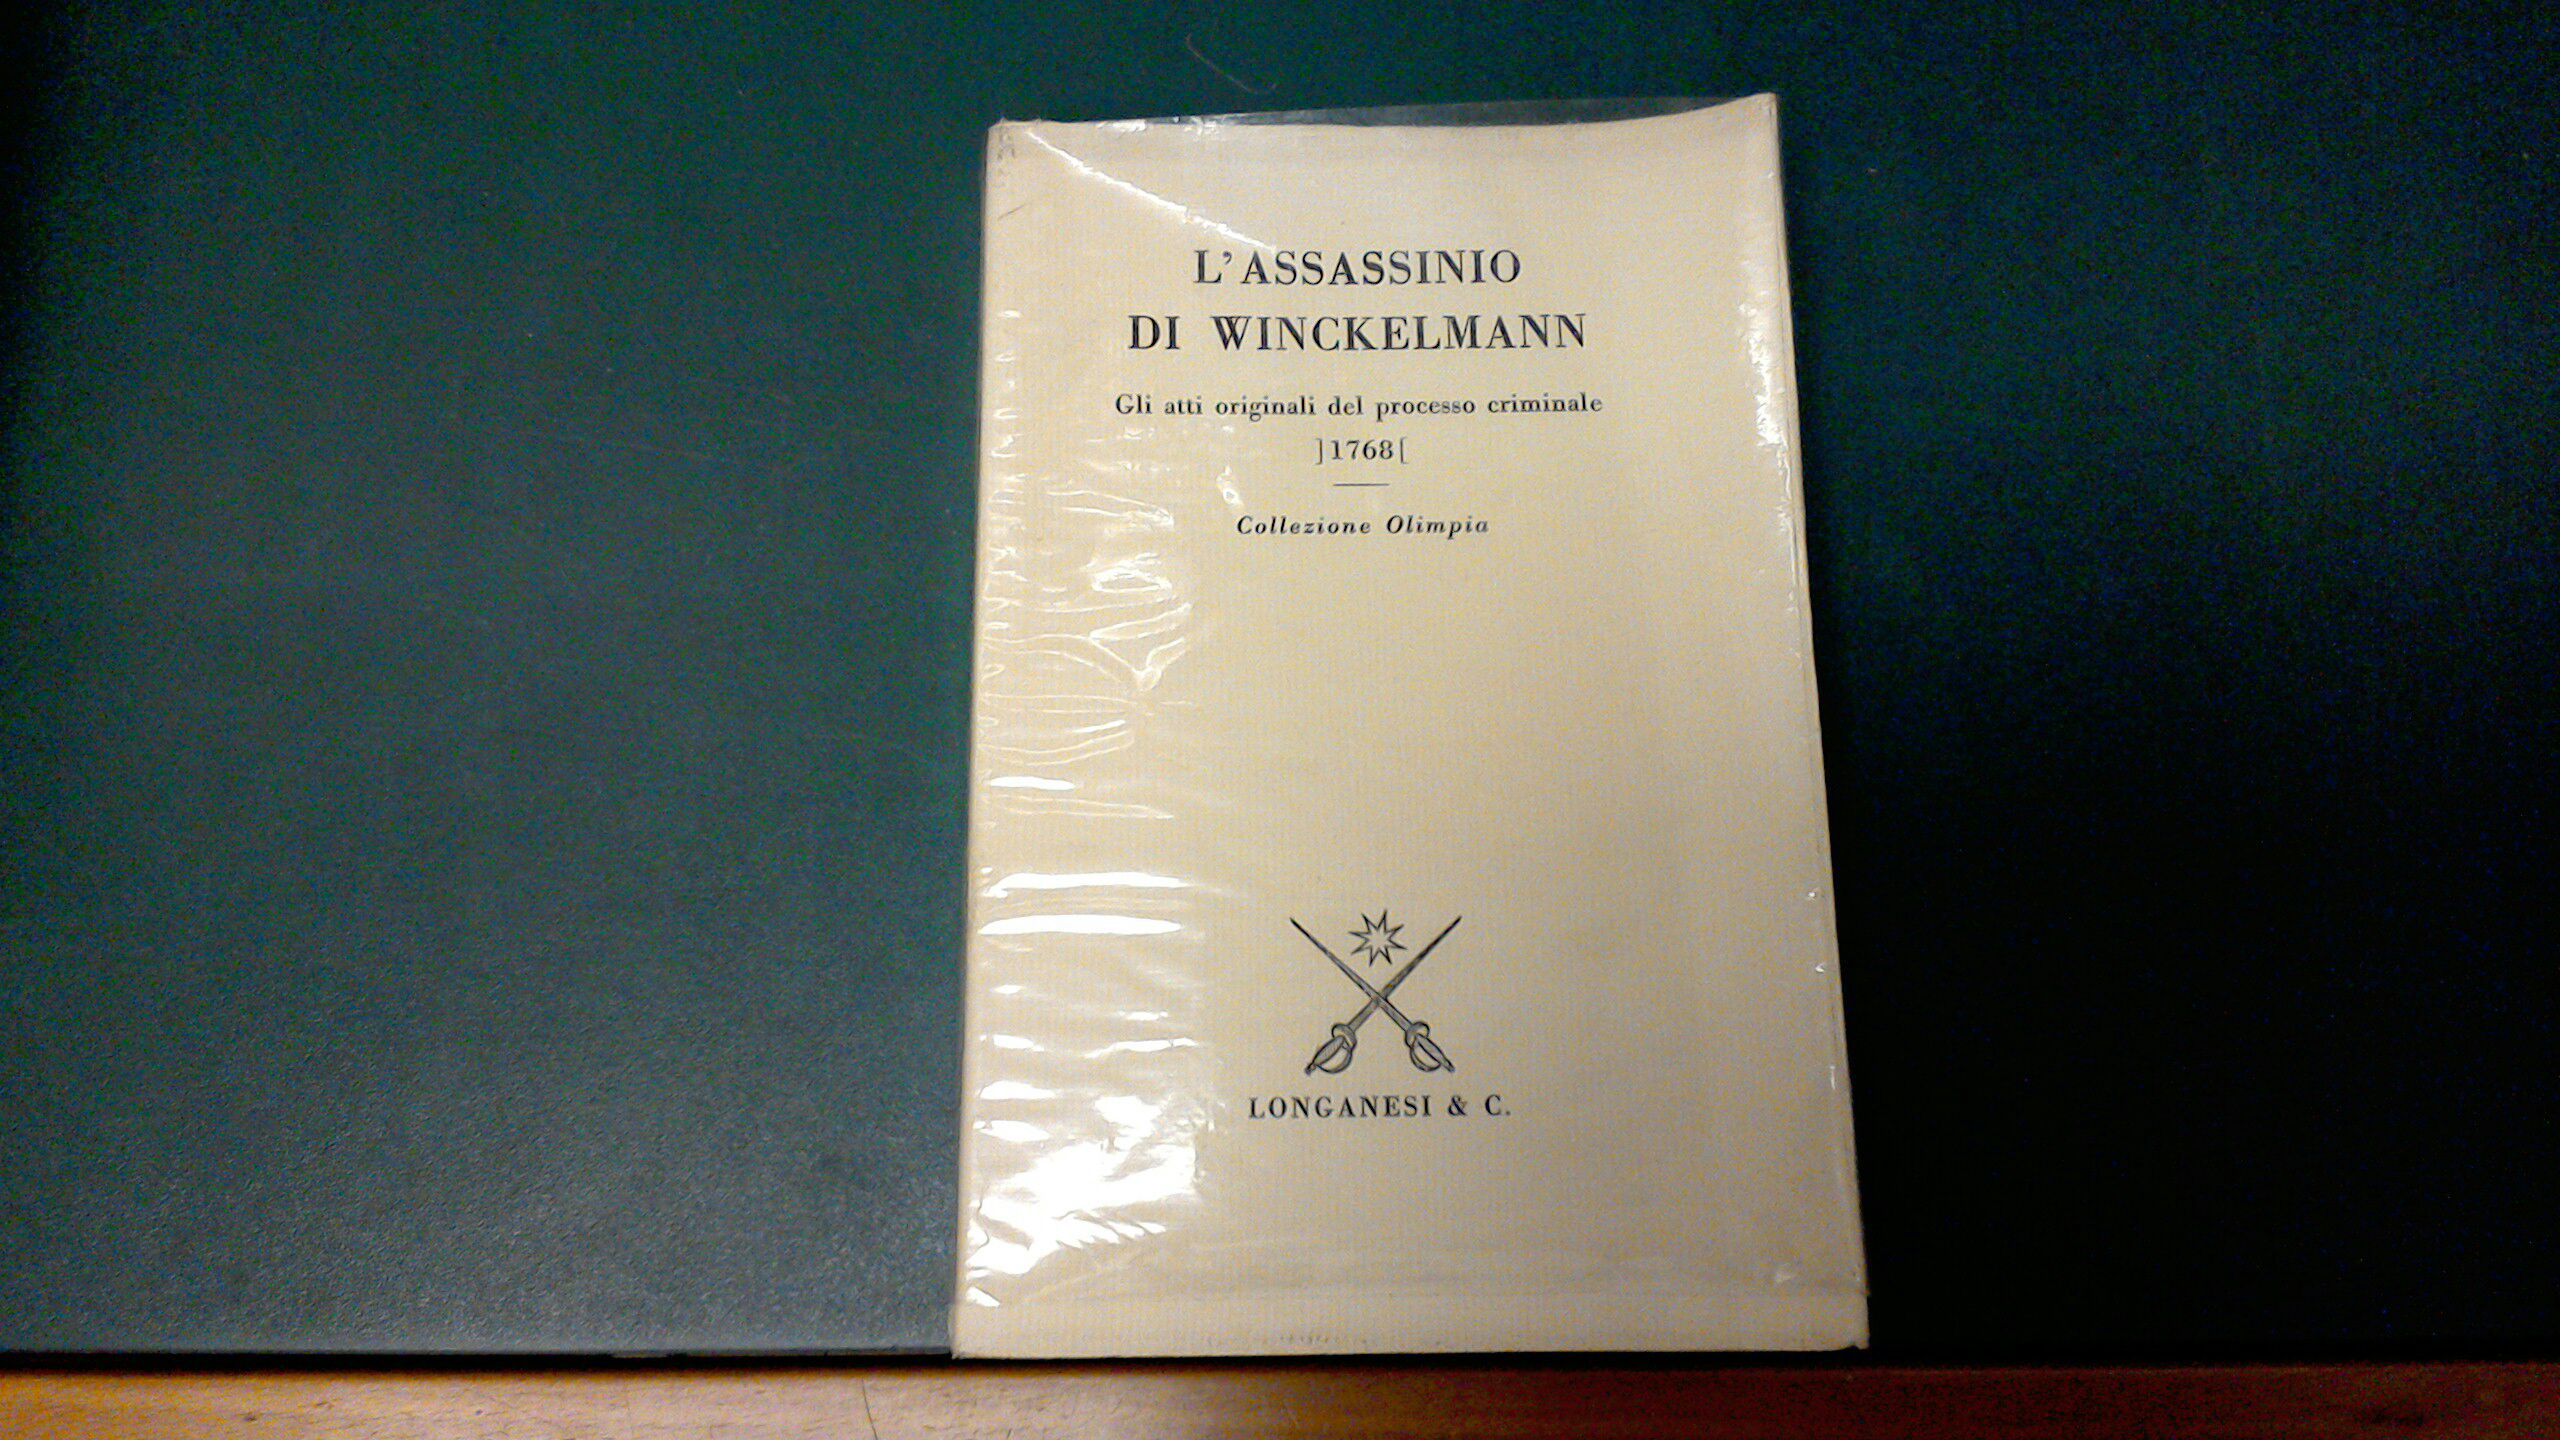 L'ASSASSINIO
DI WINCKELMANN
Gli atti originali del processo criminale
]1768[
Collezione Olimpia
LONGANESI & C.